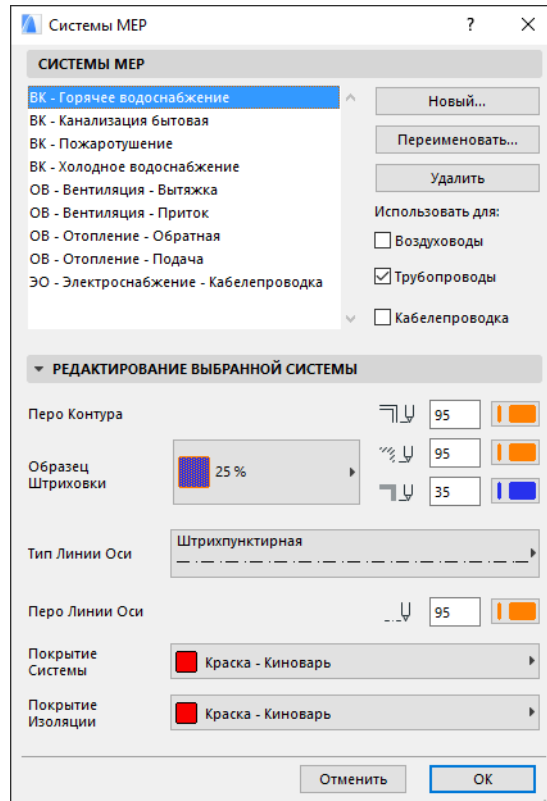 Системы MEP
?
СИСТЕМЫ MEP
ВК - Горячее водоснабжение
ВК - Канализация бытовая
ВК - Пожаротушение
ВК - Холодное водоснабжение
ОВ - Вентиляция - Вытяжка
ОВ - Вентиляция - Приток
ОВ - Отопление - Обратная
ОВ - Отопление - Подача
ЭО - Электроснабжение - Кабелепроводка
Новый...
Переименовать...
Удалить
Использовать для:
Воздуховоды
Трубопроводы
Кабелепроводка
РЕДАКТИРОВАНИЕ ВЫБРАННОЙ СИСТЕМЫ
Перо Контура
95
Образец
Штриховки
25 %
95
35
Тип Линии Оси
Штрихпунктирная
Перо Линии Оси
95
Покрытие
Системы
Краска - Киноварь
Покрытие
Изоляции
Краска - Киноварь
Отменить
ОК